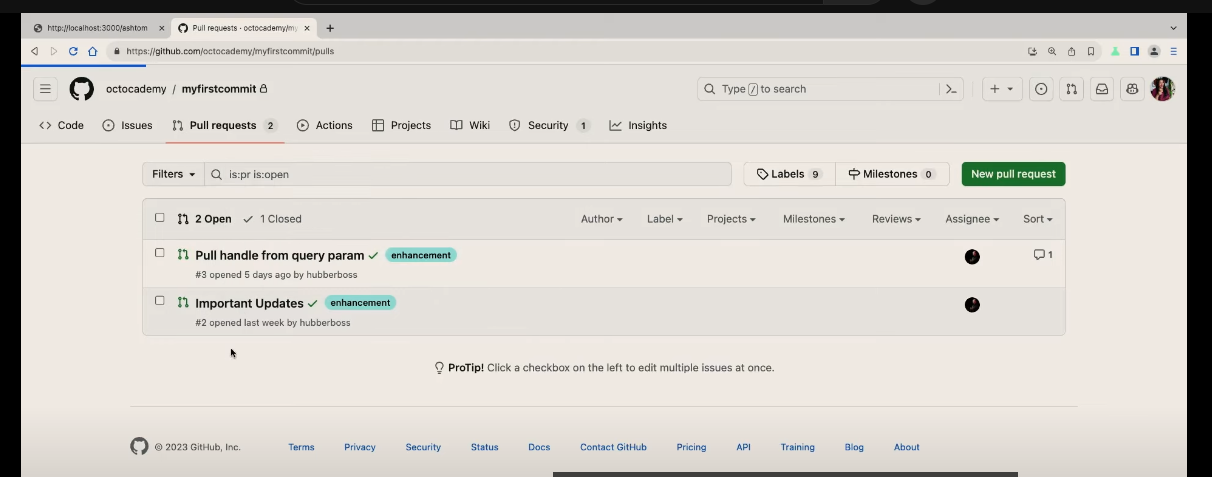 http://localhost:3000/ashtom
Pull requests · octocademy/my
https://github.com/octocademy/myfirstcommit/pulls
octocademy / myfirstcommit
Type / to search
Code
Issues
Pull requests 2
Actions
Projects
Wiki
Security 1
Insights
Filters
is:pr is:open
Labels 9
Milestones 0
New pull request
2 Open
1 Closed
Author
Label
Projects
Milestones
Reviews
Assignee
Sort
Pull handle from query param
enhancement
1
#3 opened 5 days ago by hubberboss
Important Updates
enhancement
#2 opened last week by hubberboss
ProTip! Click a checkbox on the left to edit multiple issues at once.
© 2023 GitHub, Inc.
Terms
Privacy
Security
Status
Docs
Contact GitHub
Pricing
API
Training
Blog
About